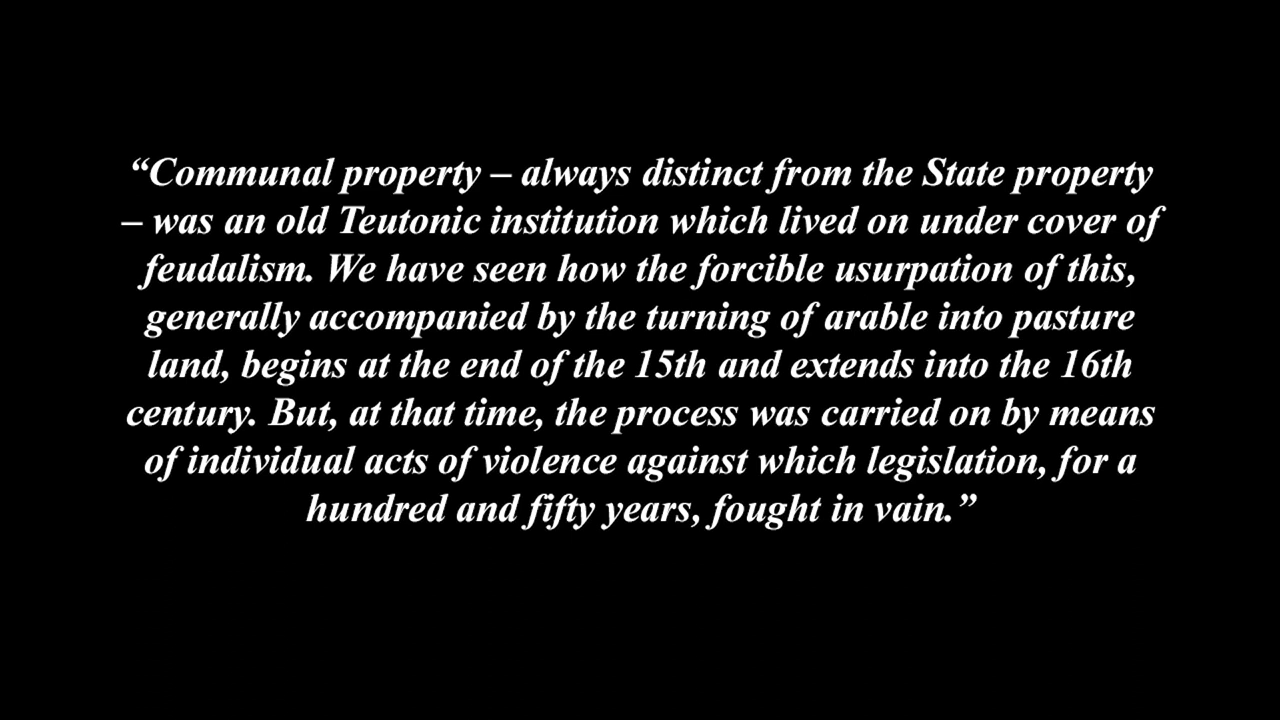 “Communal property – always distinct from the State property
– was an old Teutonic institution which lived on under cover of
feudalism. We have seen how the forcible usurpation of this,
generally accompanied by the turning of arable into pasture
land, begins at the end of the 15th and extends into the 16th
century. But, at that time, the process was carried on by means
of individual acts of violence against which legislation, for a
hundred and fifty years, fought in vain.”